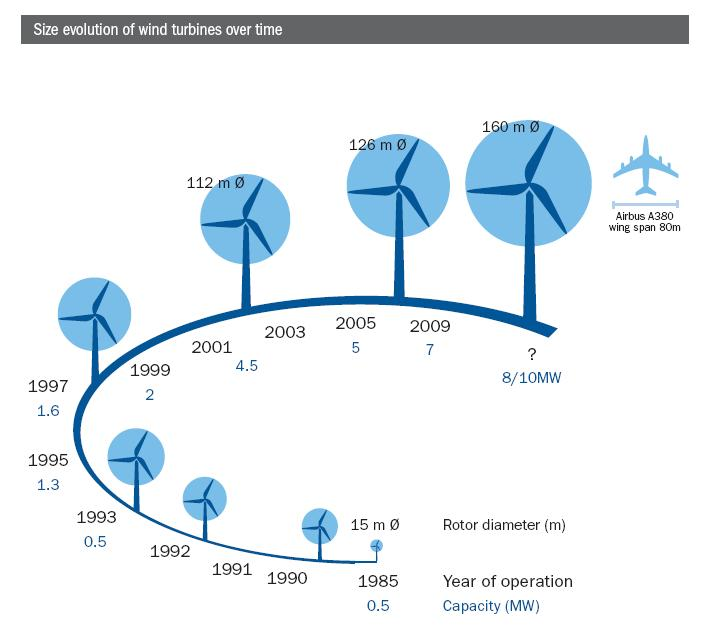 Size evolution of wind turbines over time
160 m Ø
126 m Ø
112 m Ø
Airbus A380
wing span 80m
2005
2009
2003
2001
5
7
?
4.5
8/10MW
1999
2
1997
1.6
1995
1.3
1993
0.5
15 m Ø
Rotor diameter (m)
1992
1991
1990
1985
Year of operation
0.5
Capacity (MW)